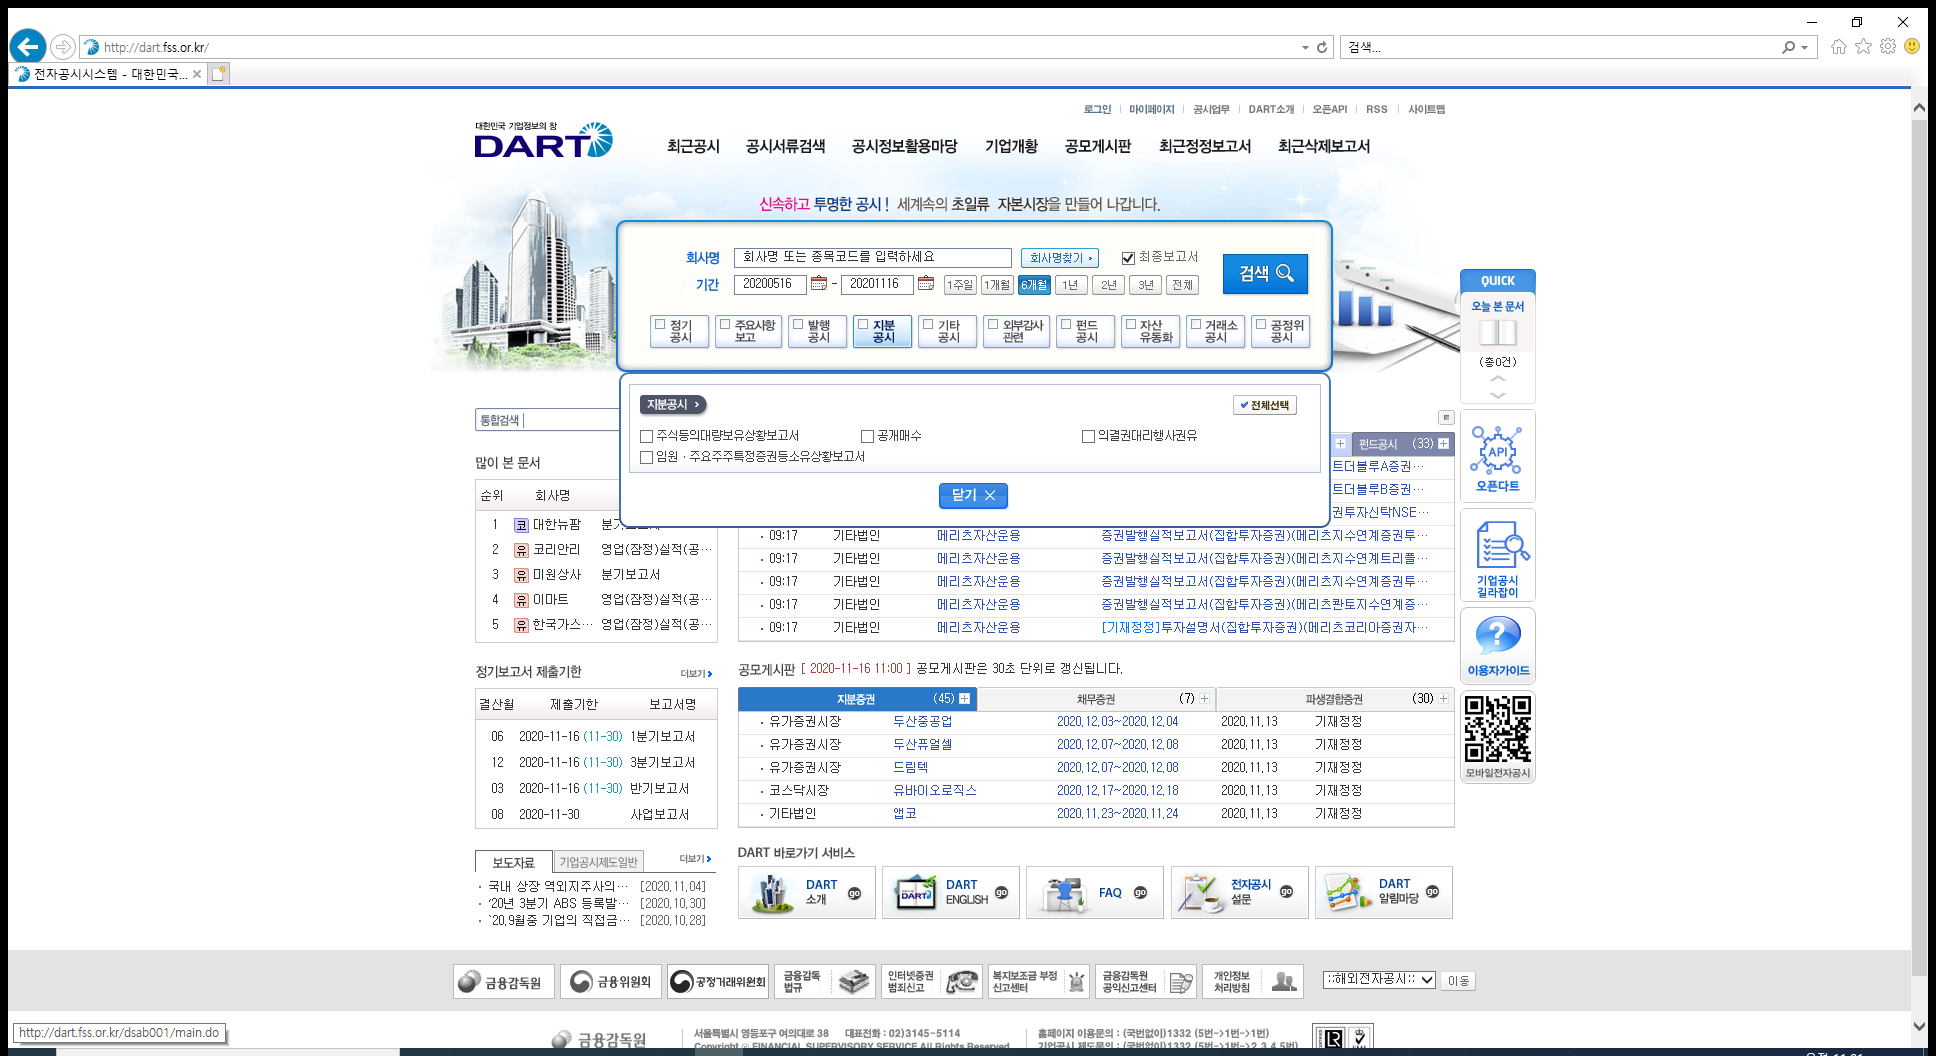 http://dart.fss.or.kr/
검색...
전자공시시스템 - 대한민국...
로그인 마이페이지 공시업무 DART소개 오픈API RSS 사이트맵
대한민국 기업정보의 창
DART
최근공시 공시서류검색 공시정보활용마당 기업개황 공모게시판 최근정정보고서 최근삭제보고서
신속하고 투명한 공시! 세계속의 초일류 자본시장을 만들어 나갑니다.
회사명 회사명 또는 종목코드를 입력하세요 회사명찾기 최종보고서
검색
기간 20200516 - 20201116 1주일 1개월 6개월 1년 2년 3년 전체
정기공시 주요사항보고 발행공시 지분공시 기타공시 외부감사관련 펀드공시 자산유동화 거래소공시 공정위공시
지분공시 전체선택
주식등의대량보유상황보고서 공개매수 의결권대리행사권유
임원ㆍ주요주주특정증권등소유상황보고서
닫기
QUICK
오늘 본 문서
(총0건)
API
오픈다트
기업공시
길라잡이
이용자가이드
모바일전자공시
통합검색
많이 본 문서
순위 회사명
1 코 대한뉴팜
2 유 코리안리 영업(잠정)실적(공…
3 유 미원상사 분기보고서
4 유 이마트 영업(잠정)실적(공…
5 유 한국가스… 영업(잠정)실적(공…
펀드공시 (33)
트더블루A증권…
트더블루B증권…
권투자신탁NSE…
09:17 기타법인 메리츠자산운용 증권발행실적보고서(집합투자증권)(메리츠지수연계증권투…
09:17 기타법인 메리츠자산운용 증권발행실적보고서(집합투자증권)(메리츠지수연계트리플…
09:17 기타법인 메리츠자산운용 증권발행실적보고서(집합투자증권)(메리츠지수연계증권투…
09:17 기타법인 메리츠자산운용 증권발행실적보고서(집합투자증권)(메리츠퀀토지수연계증…
09:17 기타법인 메리츠자산운용 [기재정정]투자설명서(집합투자증권)(메리츠코리아증권자…
정기보고서 제출기한 더보기
결산월 제출기한 보고서명
06 2020-11-16 (11-30) 1분기보고서
12 2020-11-16 (11-30) 3분기보고서
03 2020-11-16 (11-30) 반기보고서
08 2020-11-30 사업보고서
공모게시판 [ 2020-11-16 11:00 ] 공모게시판은 30초 단위로 갱신됩니다.
지분증권 (45) 채무증권 (7) 파생결합증권 (30)
유가증권시장 두산중공업 2020.12.03~2020.12.04 2020.11.13 기재정정
유가증권시장 두산퓨얼셀 2020.12.07~2020.12.08 2020.11.13 기재정정
유가증권시장 드림텍 2020.12.07~2020.12.08 2020.11.13 기재정정
코스닥시장 유바이오로직스 2020.12.17~2020.12.18 2020.11.13 기재정정
기타법인 앱코 2020.11.23~2020.11.24 2020.11.13 기재정정
보도자료 기업공시제도일반 더보기
국내 상장 역외지주사의… [2020.11.04]
'20년 3분기 ABS 등록발… [2020.10.30]
`20.9월중 기업의 직접금… [2020.10.28]
DART 바로가기 서비스
DART 소개 GO
DART ENGLISH GO
FAQ GO
전자공시 설문 GO
DART 알림마당 GO
금융감독원 금융위원회 공정거래위원회 금융감독법규 인터넷증권범죄신고 복지보조금 부정신고센터 금융감독원 공익신고센터 개인정보처리방침 ::해외전자공시:: 이동
http://dart.fss.or.kr/dsab001/main.do
금융감독원
서울특별시 영등포구 여의대로 38 대표전화 : 02)3145-5114
Copyright © FINANCIAL SUPERVISORY SERVICE All Rights Reserved.
홈페이지 이용문의 : (국번없이)1332 (5번->1번->1번)
기업공시 제도문의 : (국번없이)1332 (5번->1번->2,3,4,5번)